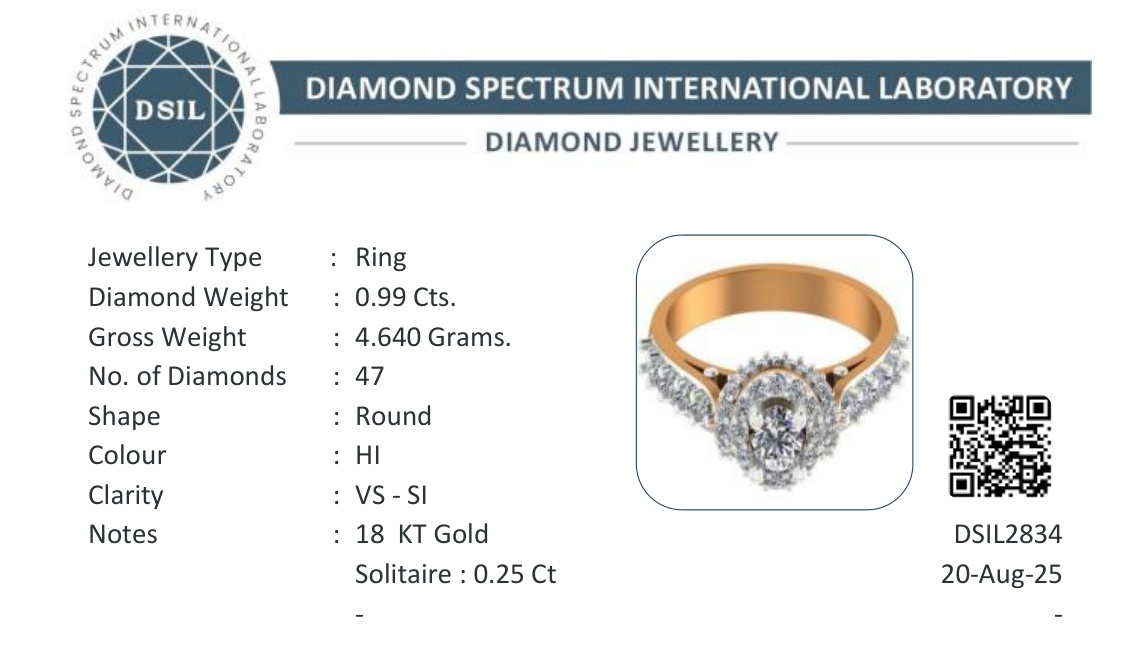 DIAMOND SPECTRUM INTERNATIONAL LABORATORY
DSIL
DIAMOND SPECTRUM INTERNATIONAL LABORATORY
DIAMOND JEWELLERY
Jewellery Type : Ring
Diamond Weight : 0.99 Cts.
Gross Weight : 4.640 Grams.
No. of Diamonds : 47
Shape : Round
Colour : HI
Clarity : VS - SI
Notes : 18 KT Gold
DSIL2834
Solitaire : 0.25 Ct
20-Aug-25
-
-